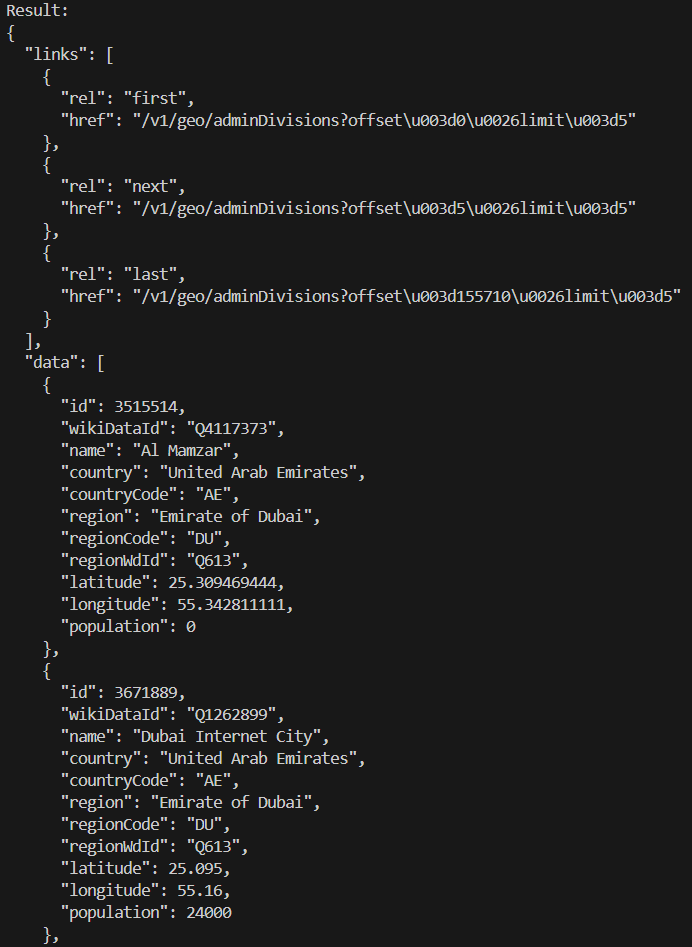 Result:
{
  "links": [
    {
      "rel": "first",
      "href": "/v1/geo/adminDivisions?offset\u003d0\u0026limit\u003d5"
    },
    {
      "rel": "next",
      "href": "/v1/geo/adminDivisions?offset\u003d5\u0026limit\u003d5"
    },
    {
      "rel": "last",
      "href": "/v1/geo/adminDivisions?offset\u003d155710\u0026limit\u003d5"
    }
  ],
  "data": [
    {
      "id": 3515514,
      "wikiDataId": "Q4117373",
      "name": "Al Mamzar",
      "country": "United Arab Emirates",
      "countryCode": "AE",
      "region": "Emirate of Dubai",
      "regionCode": "DU",
      "regionWdId": "Q613",
      "latitude": 25.309469444,
      "longitude": 55.342811111,
      "population": 0
    },
    {
      "id": 3671889,
      "wikiDataId": "Q1262899",
      "name": "Dubai Internet City",
      "country": "United Arab Emirates",
      "countryCode": "AE",
      "region": "Emirate of Dubai",
      "regionCode": "DU",
      "regionWdId": "Q613",
      "latitude": 25.095,
      "longitude": 55.16,
      "population": 24000
    },